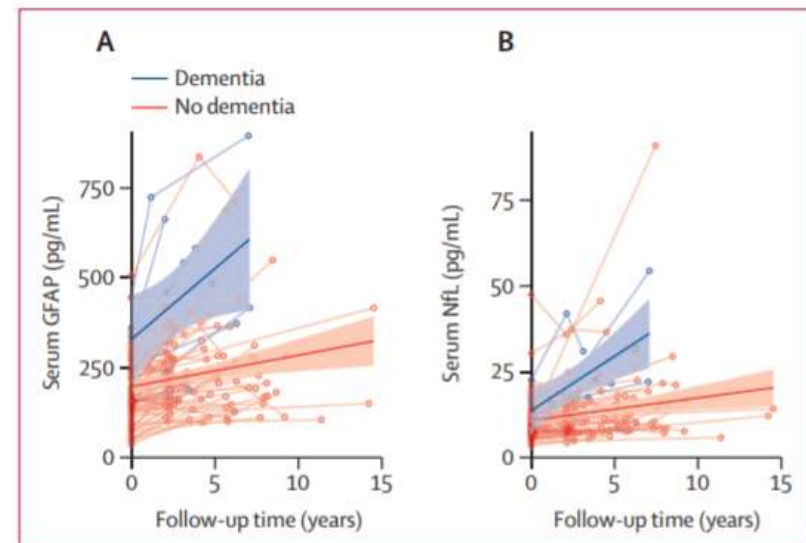 A
Dementia
No dementia
Serum GFAP (pg/mL)
750
500
250
0
0 5 10 15
Follow-up time (years)
B
Serum NfL (pg/mL)
75
50
25
0
0 5 10 15
Follow-up time (years)